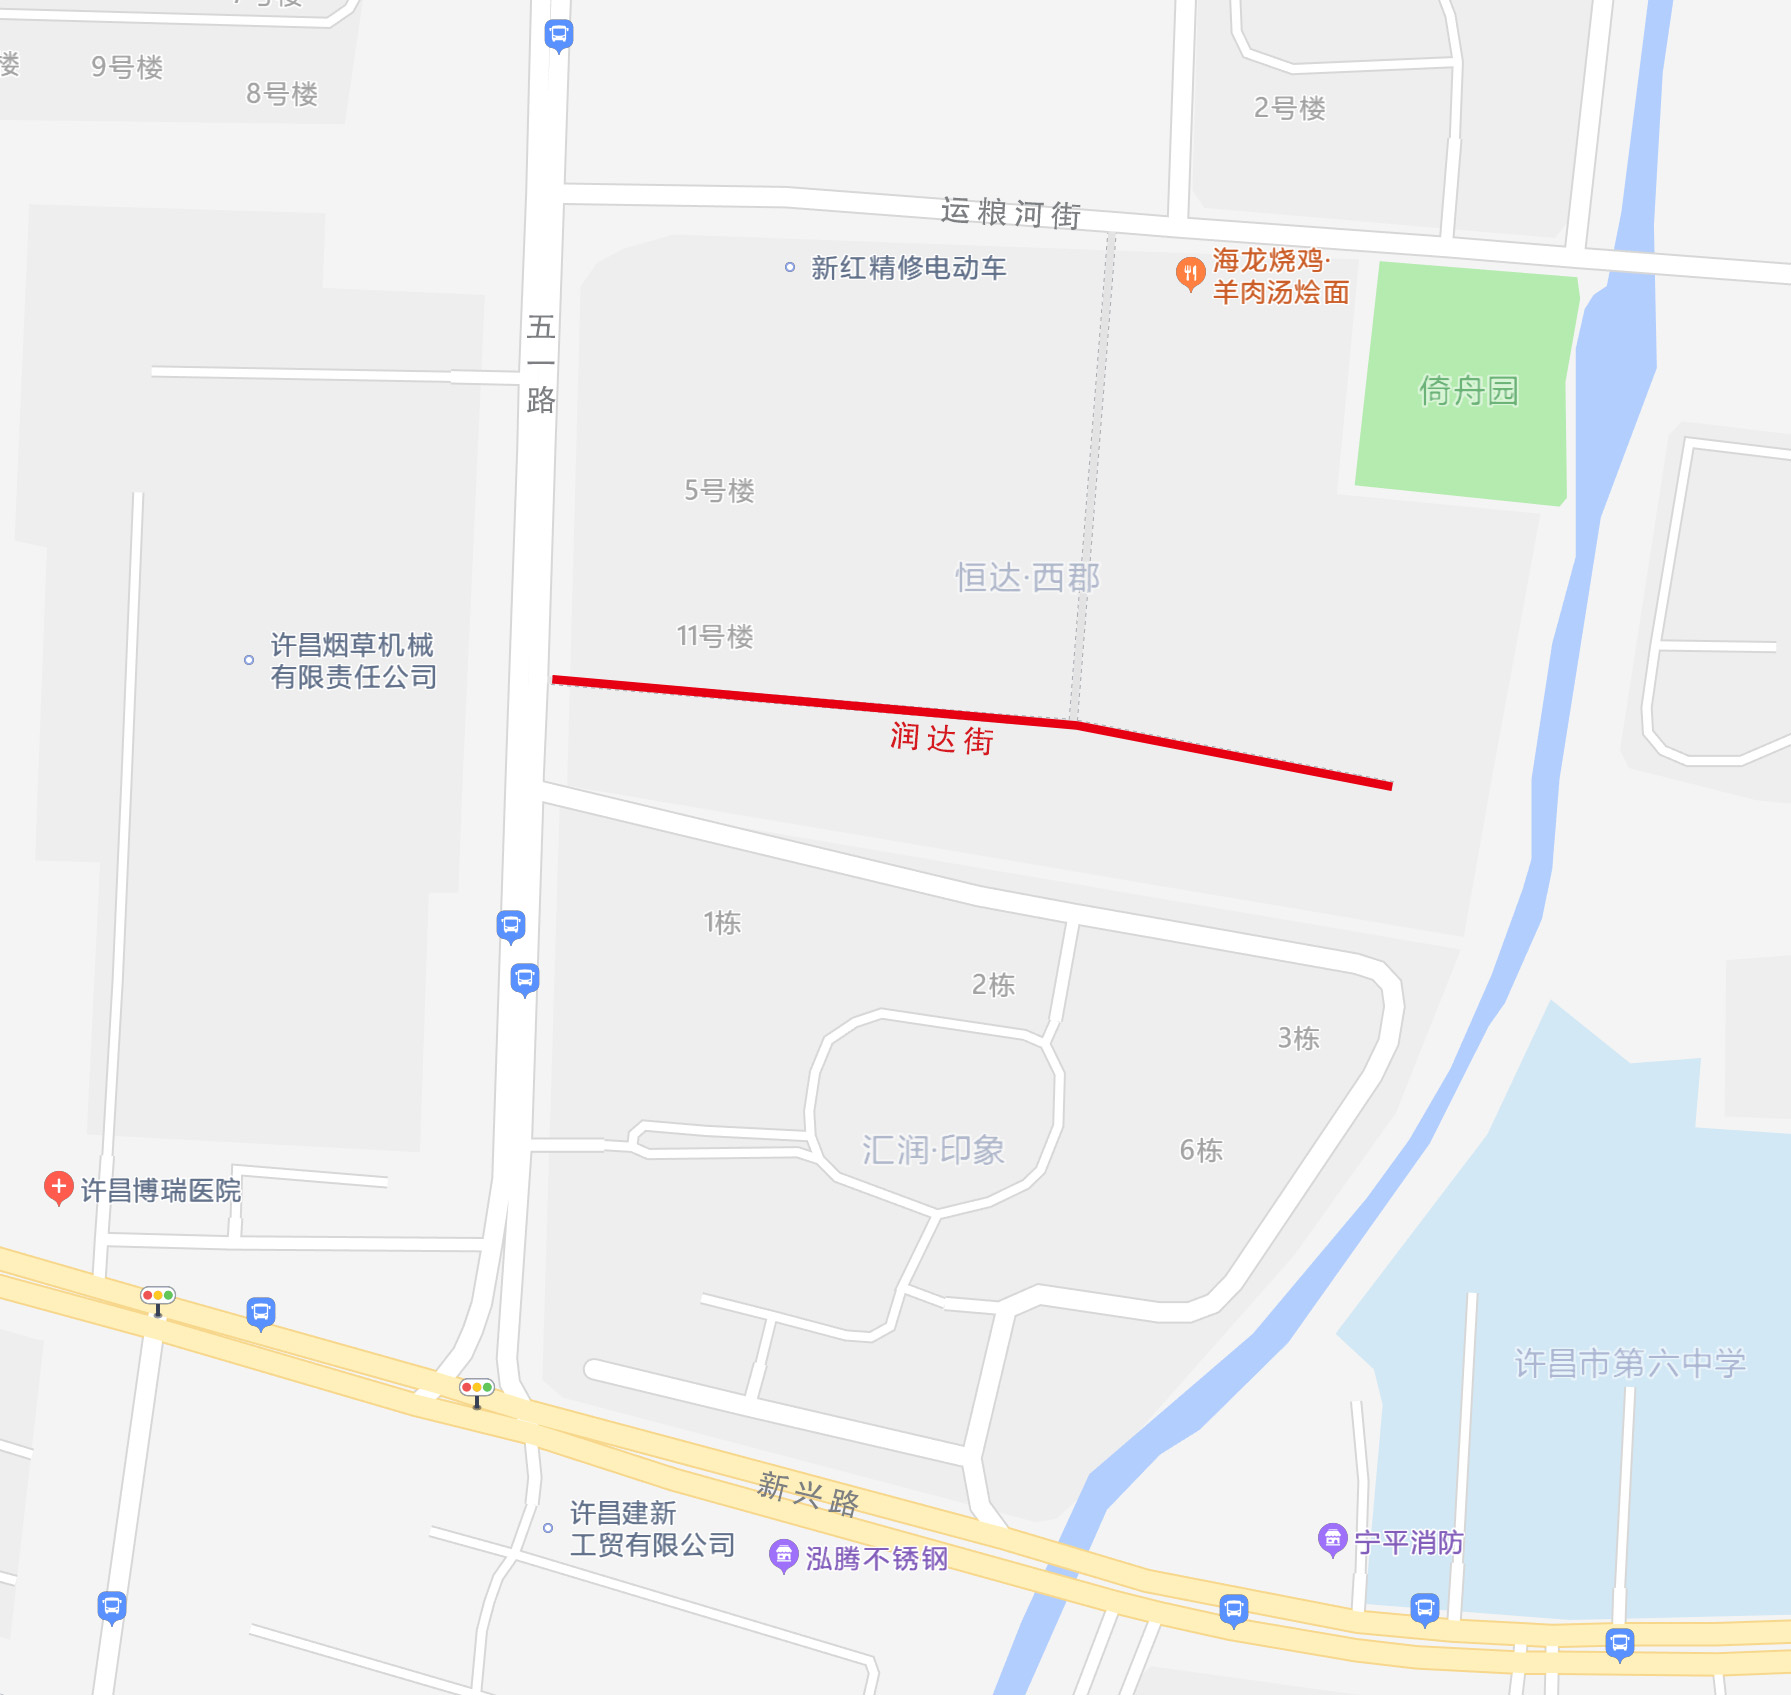 7号楼
楼
9号楼
8号楼
2号楼
运粮河街
新红精修电动车
海龙烧鸡·
羊肉汤烩面
五一路
倚舟园
5号楼
恒达·西郡
11号楼
许昌烟草机械
有限责任公司
润达街
1栋
2栋
3栋
汇润·印象
6栋
许昌博瑞医院
许昌市第六中学
新兴路
许昌建新
工贸有限公司
泓腾不锈钢
宁平消防